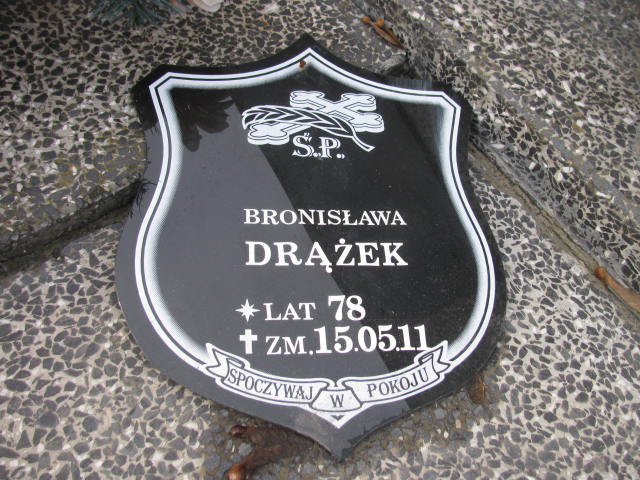 Ś.P.
BRONISŁAWA
DRĄŻEK
LAT 78
ZM. 15.05.11
SPOCZYWAJ W POKOJU